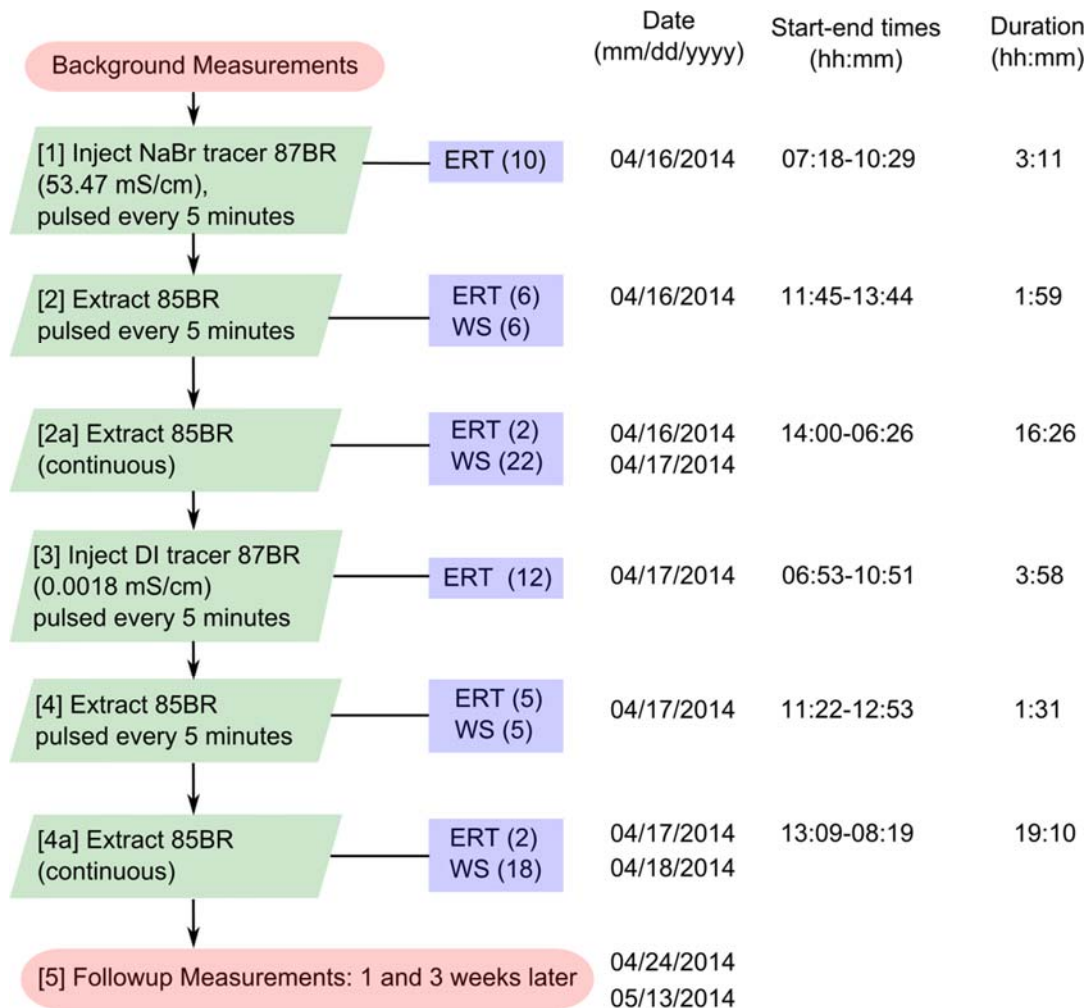 Date
(mm/dd/yyyy)
Start-end times
(hh:mm)
Duration
(hh:mm)
Background Measurements
[1] Inject NaBr tracer 87BR
(53.47 mS/cm),
pulsed every 5 minutes
ERT (10)
04/16/2014
07:18-10:29
3:11
[2] Extract 85BR
pulsed every 5 minutes
ERT (6)
WS (6)
04/16/2014
11:45-13:44
1:59
[2a] Extract 85BR
(continuous)
ERT (2)
WS (22)
04/16/2014
04/17/2014
14:00-06:26
16:26
[3] Inject DI tracer 87BR
(0.0018 mS/cm)
pulsed every 5 minutes
ERT (12)
04/17/2014
06:53-10:51
3:58
[4] Extract 85BR
pulsed every 5 minutes
ERT (5)
WS (5)
04/17/2014
11:22-12:53
1:31
[4a] Extract 85BR
(continuous)
ERT (2)
WS (18)
04/17/2014
04/18/2014
13:09-08:19
19:10
[5] Followup Measurements: 1 and 3 weeks later
04/24/2014
05/13/2014